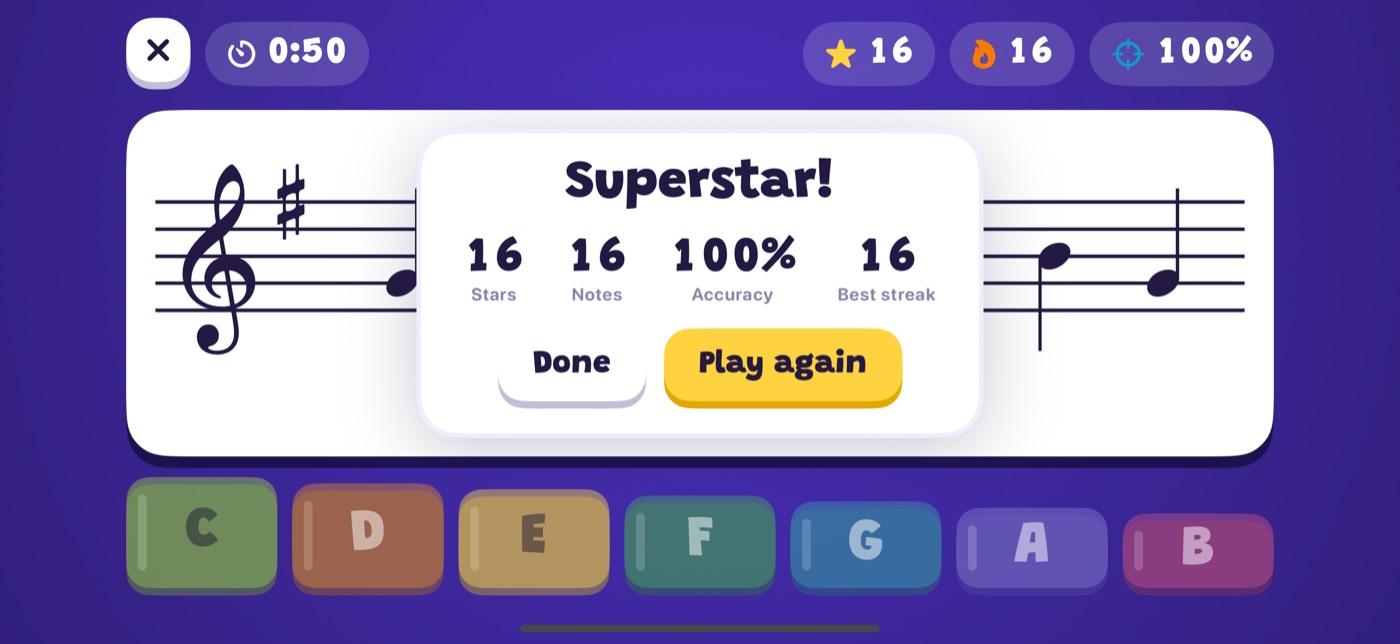 0:50
16
16
100%
Superstar!
16 16 100% 16
Stars Notes Accuracy Best streak
Done Play again
C D E F G A B